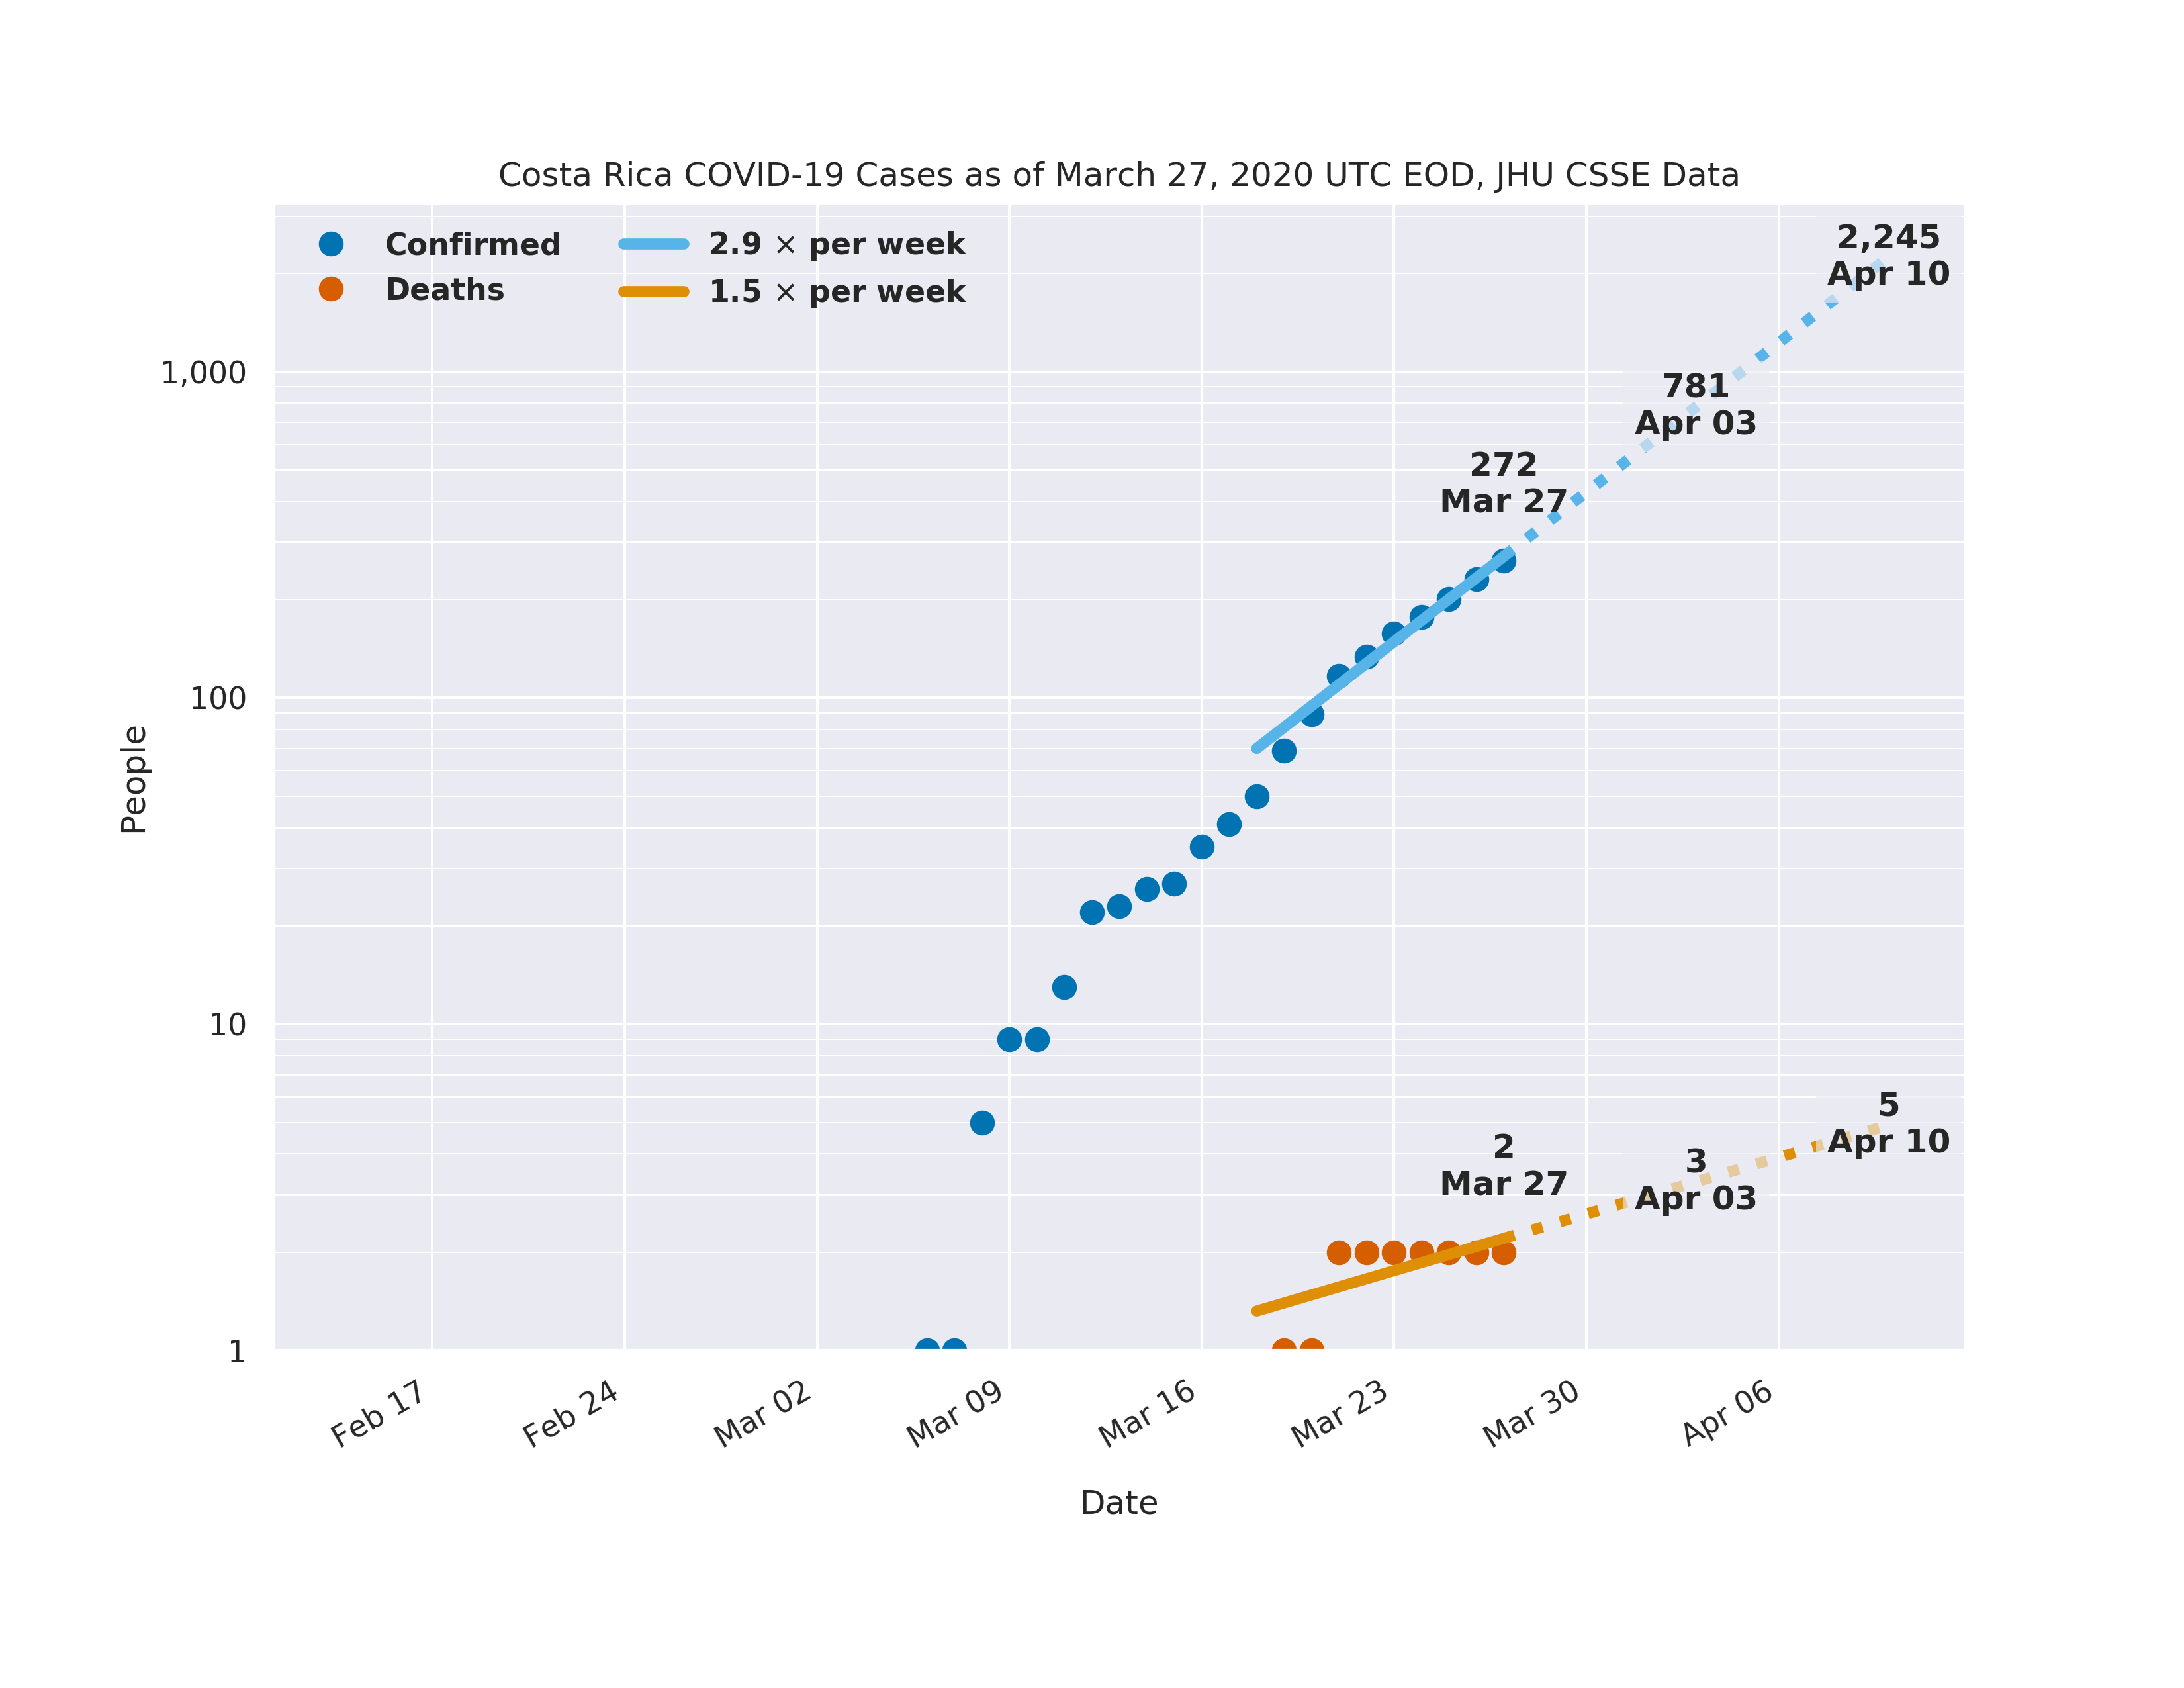 Costa Rica COVID-19 Cases as of March 27, 2020 UTC EOD, JHU CSSE Data
Confirmed
Deaths
2.9 × per week
1.5 × per week
2,245
Apr 10
781
Apr 03
272
Mar 27
5
Apr 10
3
Apr 03
2
Mar 27
People
1,000
100
10
1
Feb 17
Feb 24
Mar 02
Mar 09
Mar 16
Mar 23
Mar 30
Apr 06
Date